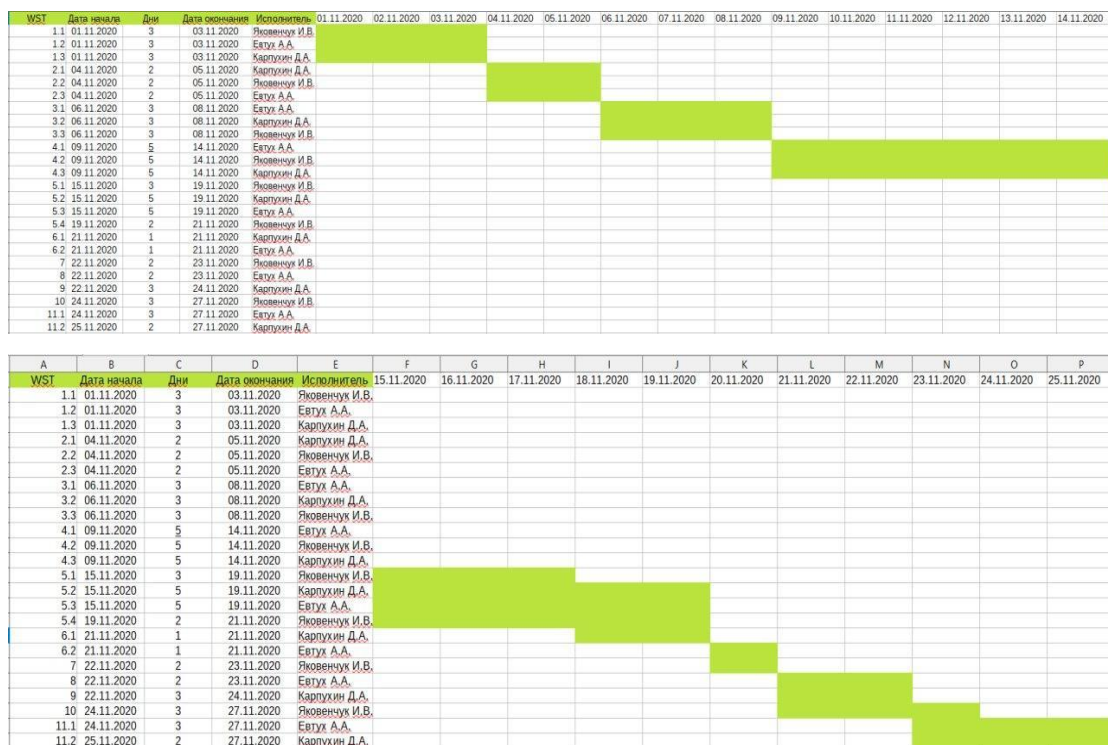 WST Дата начала Дни Дата окончания Исполнитель 01.11.2020 02.11.2020 03.11.2020 04.11.2020 05.11.2020 06.11.2020 07.11.2020 08.11.2020 09.11.2020 10.11.2020 11.11.2020 12.11.2020 13.11.2020 14.11.2020
1.1 01.11.2020 3 03.11.2020 Яковенчук И.В.
1.2 01.11.2020 3 03.11.2020 Евтух А.А.
1.3 01.11.2020 3 03.11.2020 Карпухин Д.А.
2.1 04.11.2020 2 05.11.2020 Карпухин Д.А.
2.2 04.11.2020 2 05.11.2020 Яковенчук И.В.
2.3 04.11.2020 2 05.11.2020 Евтух А.А.
3.1 06.11.2020 3 08.11.2020 Евтух А.А.
3.2 06.11.2020 3 08.11.2020 Карпухин Д.А.
3.3 06.11.2020 3 08.11.2020 Яковенчук И.В.
4.1 09.11.2020 5 14.11.2020 Евтух А.А.
4.2 09.11.2020 5 14.11.2020 Яковенчук И.В.
4.3 09.11.2020 5 14.11.2020 Карпухин Д.А.
5.1 15.11.2020 3 19.11.2020 Яковенчук И.В.
5.2 15.11.2020 5 19.11.2020 Карпухин Д.А.
5.3 15.11.2020 5 19.11.2020 Евтух А.А.
5.4 19.11.2020 2 21.11.2020 Яковенчук И.В.
6.1 21.11.2020 1 21.11.2020 Карпухин Д.А.
6.2 21.11.2020 1 21.11.2020 Евтух А.А.
7 22.11.2020 2 23.11.2020 Яковенчук И.В.
8 22.11.2020 2 23.11.2020 Евтух А.А.
9 22.11.2020 3 24.11.2020 Карпухин Д.А.
10 24.11.2020 3 27.11.2020 Яковенчук И.В.
11.1 24.11.2020 3 27.11.2020 Евтух А.А.
11.2 25.11.2020 2 27.11.2020 Карпухин Д.А.
A B C D E F G H I J K L M N O P
WST Дата начала Дни Дата окончания Исполнитель 15.11.2020 16.11.2020 17.11.2020 18.11.2020 19.11.2020 20.11.2020 21.11.2020 22.11.2020 23.11.2020 24.11.2020 25.11.2020
1.1 01.11.2020 3 03.11.2020 Яковенчук И.В.
1.2 01.11.2020 3 03.11.2020 Евтух А.А.
1.3 01.11.2020 3 03.11.2020 Карпухин Д.А.
2.1 04.11.2020 2 05.11.2020 Карпухин Д.А.
2.2 04.11.2020 2 05.11.2020 Яковенчук И.В.
2.3 04.11.2020 2 05.11.2020 Евтух А.А.
3.1 06.11.2020 3 08.11.2020 Евтух А.А.
3.2 06.11.2020 3 08.11.2020 Карпухин Д.А.
3.3 06.11.2020 3 08.11.2020 Яковенчук И.В.
4.1 09.11.2020 5 14.11.2020 Евтух А.А.
4.2 09.11.2020 5 14.11.2020 Яковенчук И.В.
4.3 09.11.2020 5 14.11.2020 Карпухин Д.А.
5.1 15.11.2020 3 19.11.2020 Яковенчук И.В.
5.2 15.11.2020 5 19.11.2020 Карпухин Д.А.
5.3 15.11.2020 5 19.11.2020 Евтух А.А.
5.4 19.11.2020 2 21.11.2020 Яковенчук И.В.
6.1 21.11.2020 1 21.11.2020 Карпухин Д.А.
6.2 21.11.2020 1 21.11.2020 Евтух А.А.
7 22.11.2020 2 23.11.2020 Яковенчук И.В.
8 22.11.2020 2 23.11.2020 Евтух А.А.
9 22.11.2020 3 24.11.2020 Карпухин Д.А.
10 24.11.2020 3 27.11.2020 Яковенчук И.В.
11.1 24.11.2020 3 27.11.2020 Евтух А.А.
11.2 25.11.2020 2 27.11.2020 Карпухин Д.А.